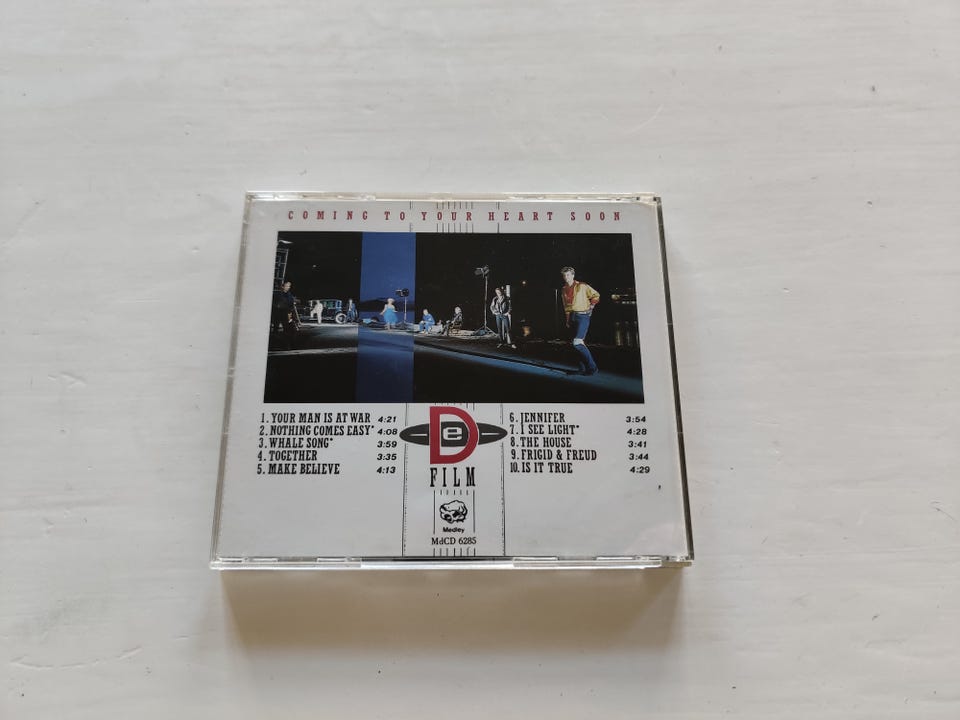 COMING TO YOUR HEART SOON
1. YOUR MAN IS AT WAR 4:21
2. NOTHING COMES EASY* 4:08
3. WHALE SONG* 3:59
4. TOGETHER 3:35
5. MAKE BELIEVE 4:13
De
FILM
Medley
MdCD 6285
6. JENNIFER 3:54
7. I SEE LIGHT* 4:28
8. THE HOUSE 3:41
9. FRIGID & FREUD 3:44
10. IS IT TRUE 4:29